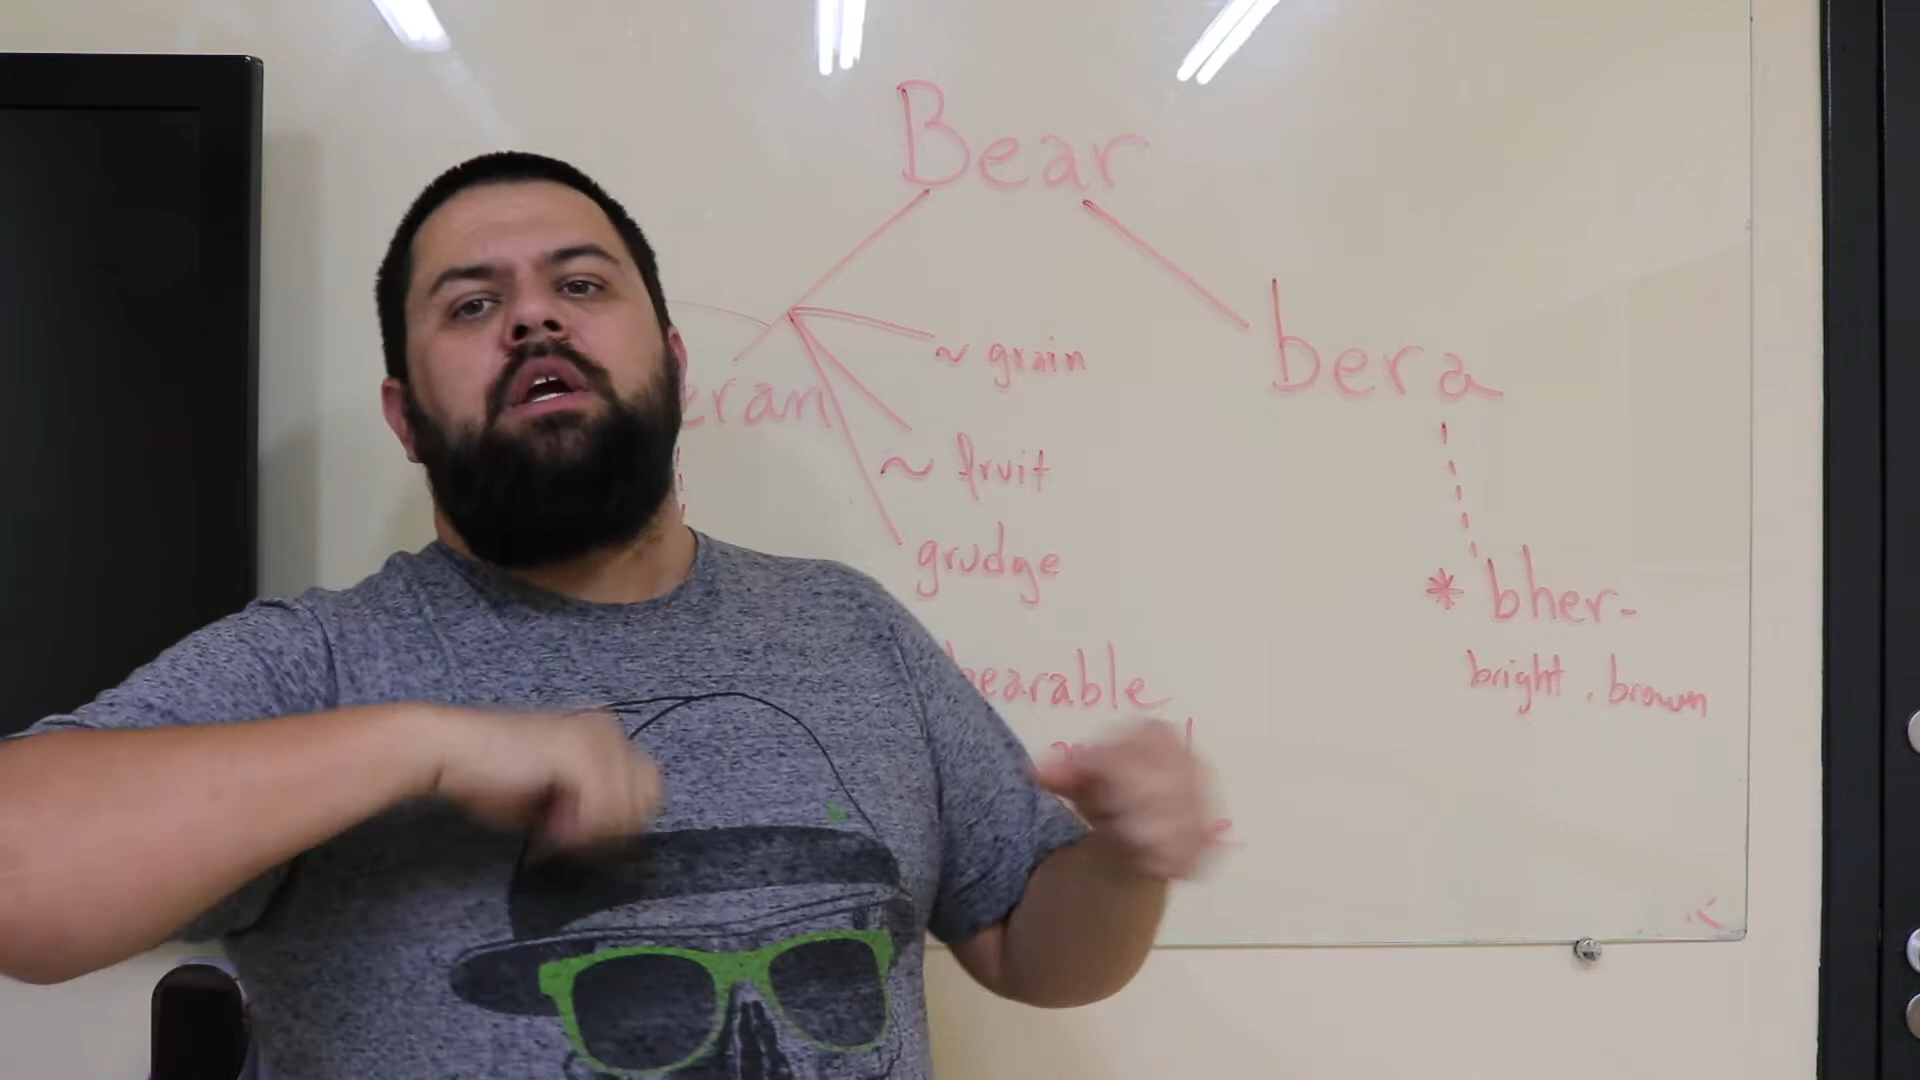 Bear
~ grain
bera
eran
~ fruit
grudge
* bher-
bearable
bright, brown